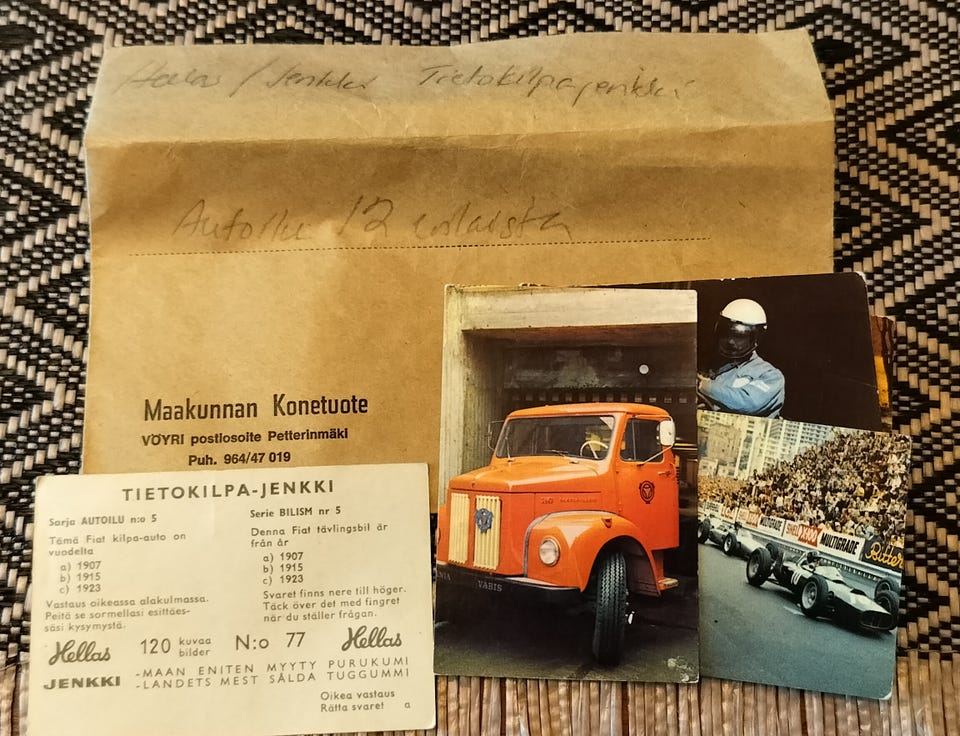 Hellas / Jenkki Tietokilpajenkki
Autoilu 12 erilaista
Maakunnan Konetuote
VÖYRI postiosoite Petterinmäki
Puh. 964/47 019
TIETOKILPA-JENKKI
Sarja AUTOILU n:o 5
Tämä Fiat kilpa-auto on
vuodelta
a) 1907
b) 1915
c) 1923
Vastaus oikeassa alakulmassa.
Peitä se sormellasi esittäes-
säsi kysymystä.
Serie BILISM nr 5
Denna Fiat tävlingsbil är
från år
a) 1907
b) 1915
c) 1923
Svaret finns nere till höger.
Täck över det med fingret
när du ställer frågan.
Hellas 120 kuvaa bilder N:o 77 Hellas
JENKKI -MAAN ENITEN MYYTY PURUKUMI
-LANDETS MEST SÅLDA TUGGUMMI
Oikea vastaus
Rätta svaret a
VABIS
MULTIGRADE
MULTIGRADE